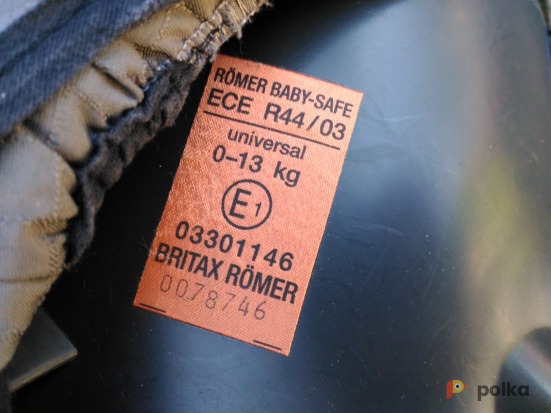 RÖMER BABY-SAFE
ECE R44/03
universal
0-13 kg
E1
03301146
BRITAX RÖMER
0078746
polka